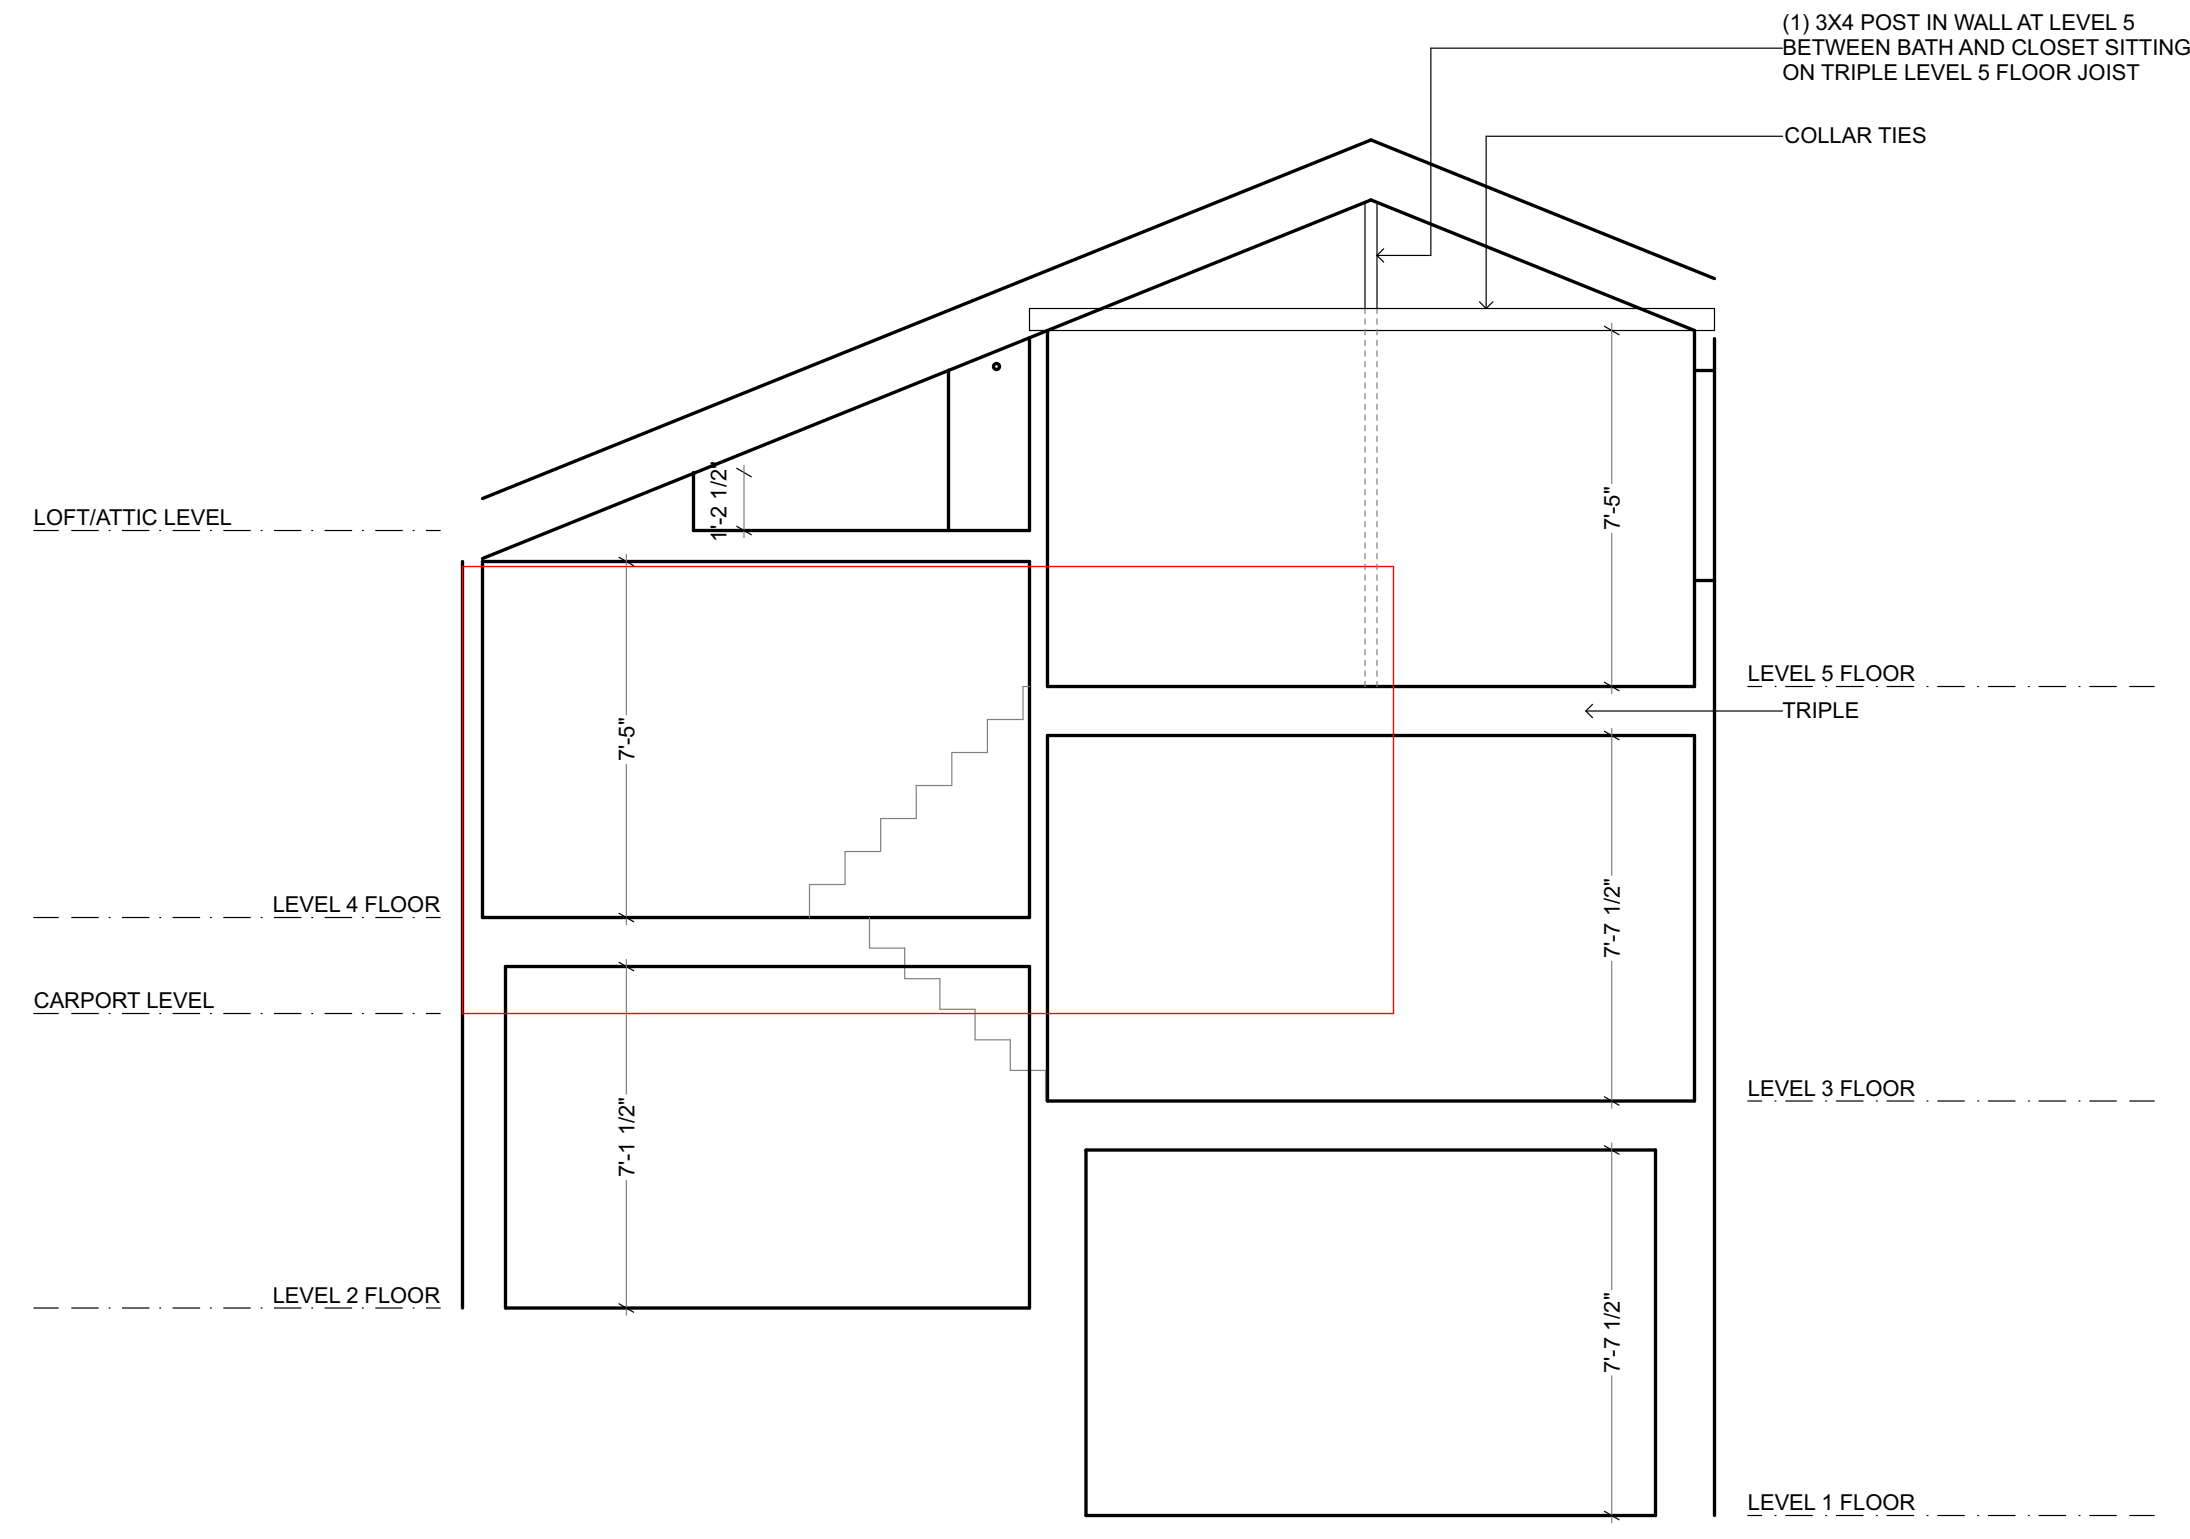 (1) 3X4 POST IN WALL AT LEVEL 5
BETWEEN BATH AND CLOSET SITTING
ON TRIPLE LEVEL 5 FLOOR JOIST
COLLAR TIES
1'-2 1/2"
7'-5"
LOFT/ATTIC LEVEL
LEVEL 5 FLOOR
TRIPLE
7'-5"
LEVEL 4 FLOOR
7'-7 1/2"
CARPORT LEVEL
LEVEL 3 FLOOR
7'-1 1/2"
LEVEL 2 FLOOR
7'-7 1/2"
LEVEL 1 FLOOR